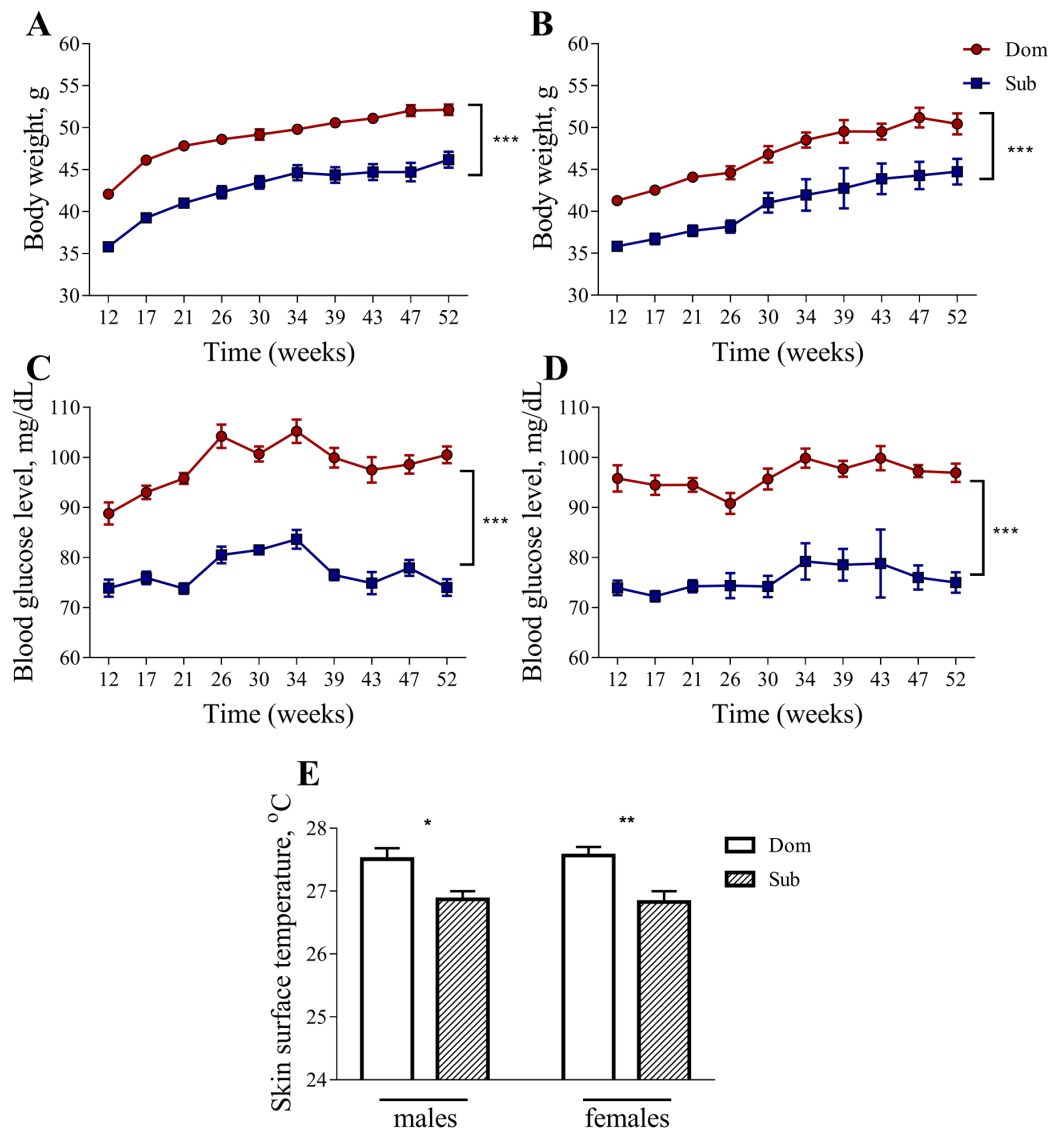 A
Body weight, g
60
55
50
45
40
35
30
***
12 17 21 26 30 34 39 43 47 52
Time (weeks)
B
Body weight, g
60
55
50
45
40
35
30
Dom
Sub
***
12 17 21 26 30 34 39 43 47 52
Time (weeks)
C
Blood glucose level, mg/dL
110
100
90
80
70
60
***
12 17 21 26 30 34 39 43 47 52
Time (weeks)
D
Blood glucose level, mg/dL
110
100
90
80
70
60
***
12 17 21 26 30 34 39 43 47 52
Time (weeks)
E
Skin surface temperature, °C
28
27
26
25
24
* **
Dom
Sub
males females